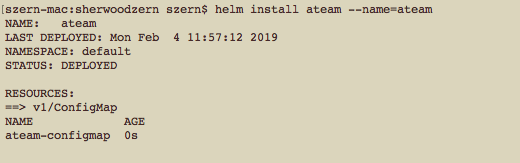 [szern-mac:sherwoodzern szern$ helm install ateam --name=ateam
NAME:   ateam
LAST DEPLOYED: Mon Feb  4 11:57:12 2019
NAMESPACE: default
STATUS: DEPLOYED
RESOURCES:
==> v1/ConfigMap
NAME             AGE
ateam-configmap  0s